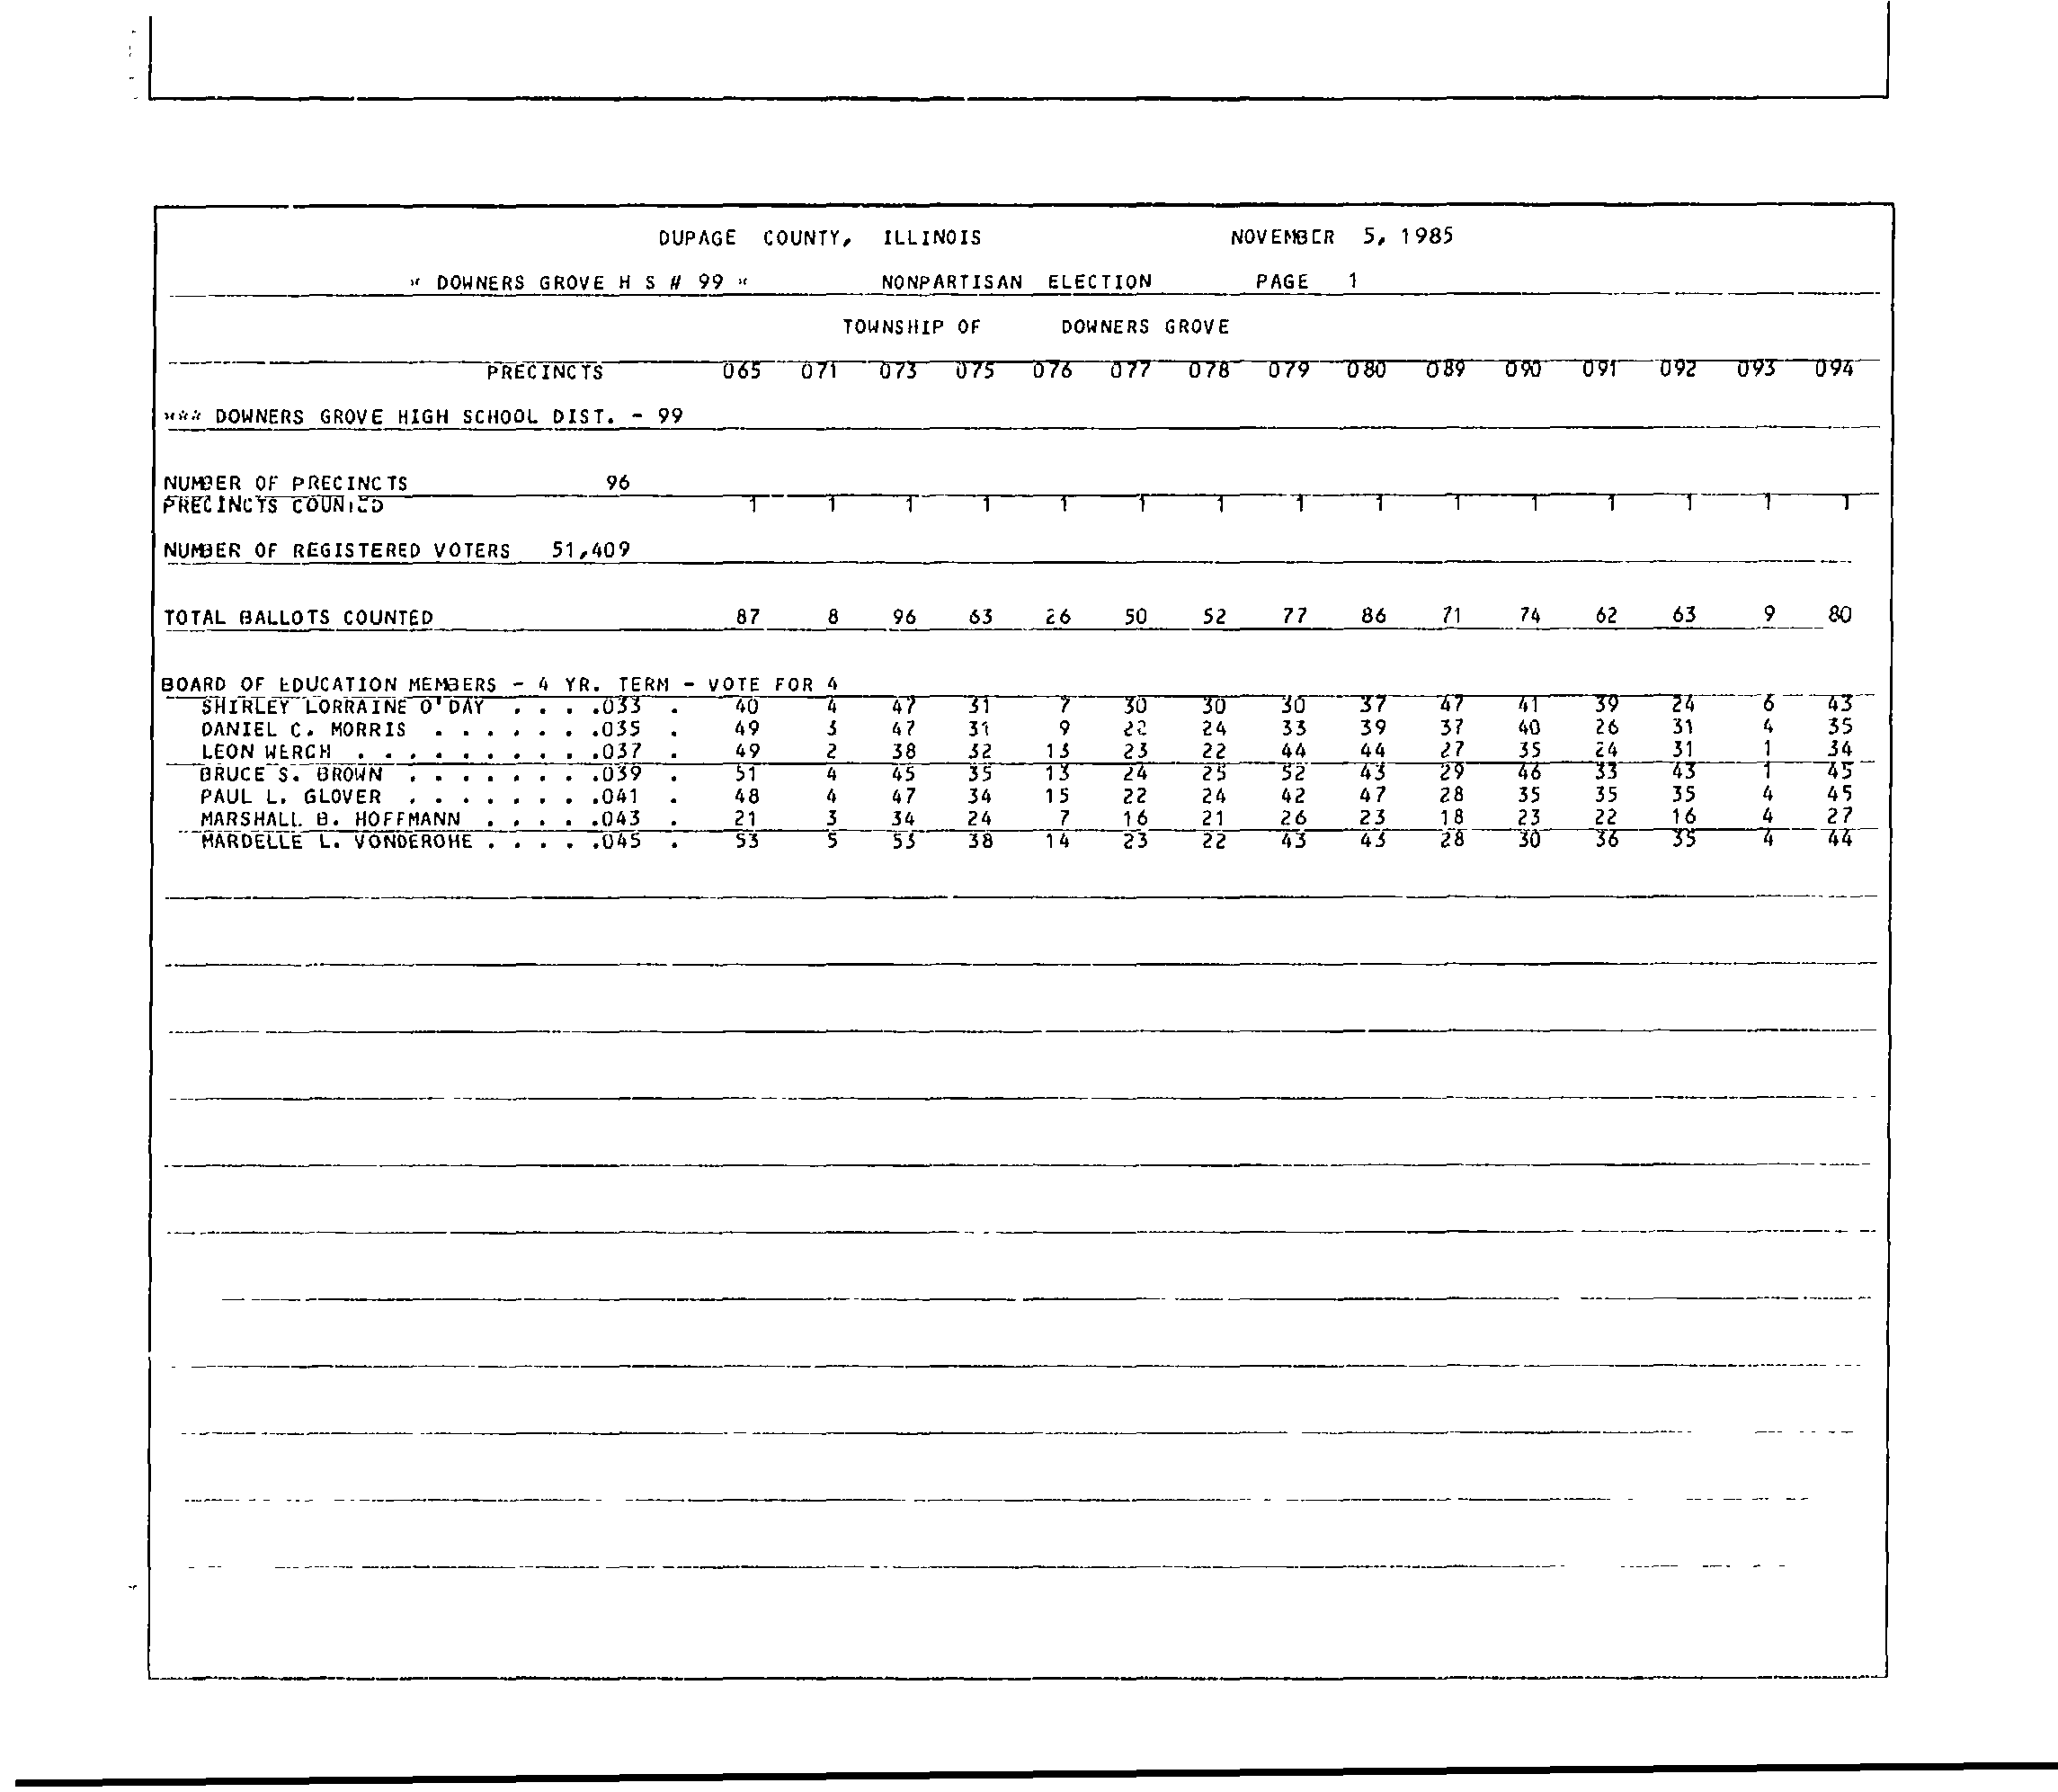 DUPAGE COUNTY, ILLINOIS NOVEMBER 5, 1985
* DOWNERS GROVE H S # 99 * NONPARTISAN ELECTION PAGE 1
TOWNSHIP OF DOWNERS GROVE
PRECINCTS 065 071 073 075 076 077 078 079 080 089 090 091 092 093 094
*** DOWNERS GROVE HIGH SCHOOL DIST. - 99
NUMBER OF PRECINCTS 96
PRECINCTS COUNTED 1 1 1 1 1 1 1 1 1 1 1 1 1 1 1
NUMBER OF REGISTERED VOTERS 51,409
TOTAL BALLOTS COUNTED 87 8 96 63 26 50 52 77 86 71 74 62 63 9 80
BOARD OF EDUCATION MEMBERS - 4 YR. TERM - VOTE FOR 4
SHIRLEY LORRAINE O'DAY . . . .033 . 40 4 47 31 7 30 30 30 37 47 41 39 24 6 43
DANIEL C. MORRIS . . . . . . .035 . 49 3 47 31 9 22 24 33 39 37 40 26 31 4 35
LEON WERCH . . . . . . . . . .037 . 49 2 38 32 13 23 22 44 44 27 35 24 31 1 34
BRUCE S. BROWN . . . . . . . .039 . 51 4 45 35 13 24 25 52 43 29 46 33 43 1 45
PAUL L. GLOVER . . . . . . . .041 . 48 4 47 34 15 22 24 42 47 28 35 35 35 4 45
MARSHALL B. HOFFMANN . . . . .043 . 21 3 34 24 7 16 21 26 23 18 23 22 16 4 27
MARDELLE L. VONDEROHE . . . . .045 . 53 5 53 38 14 23 22 43 43 28 30 36 35 4 44